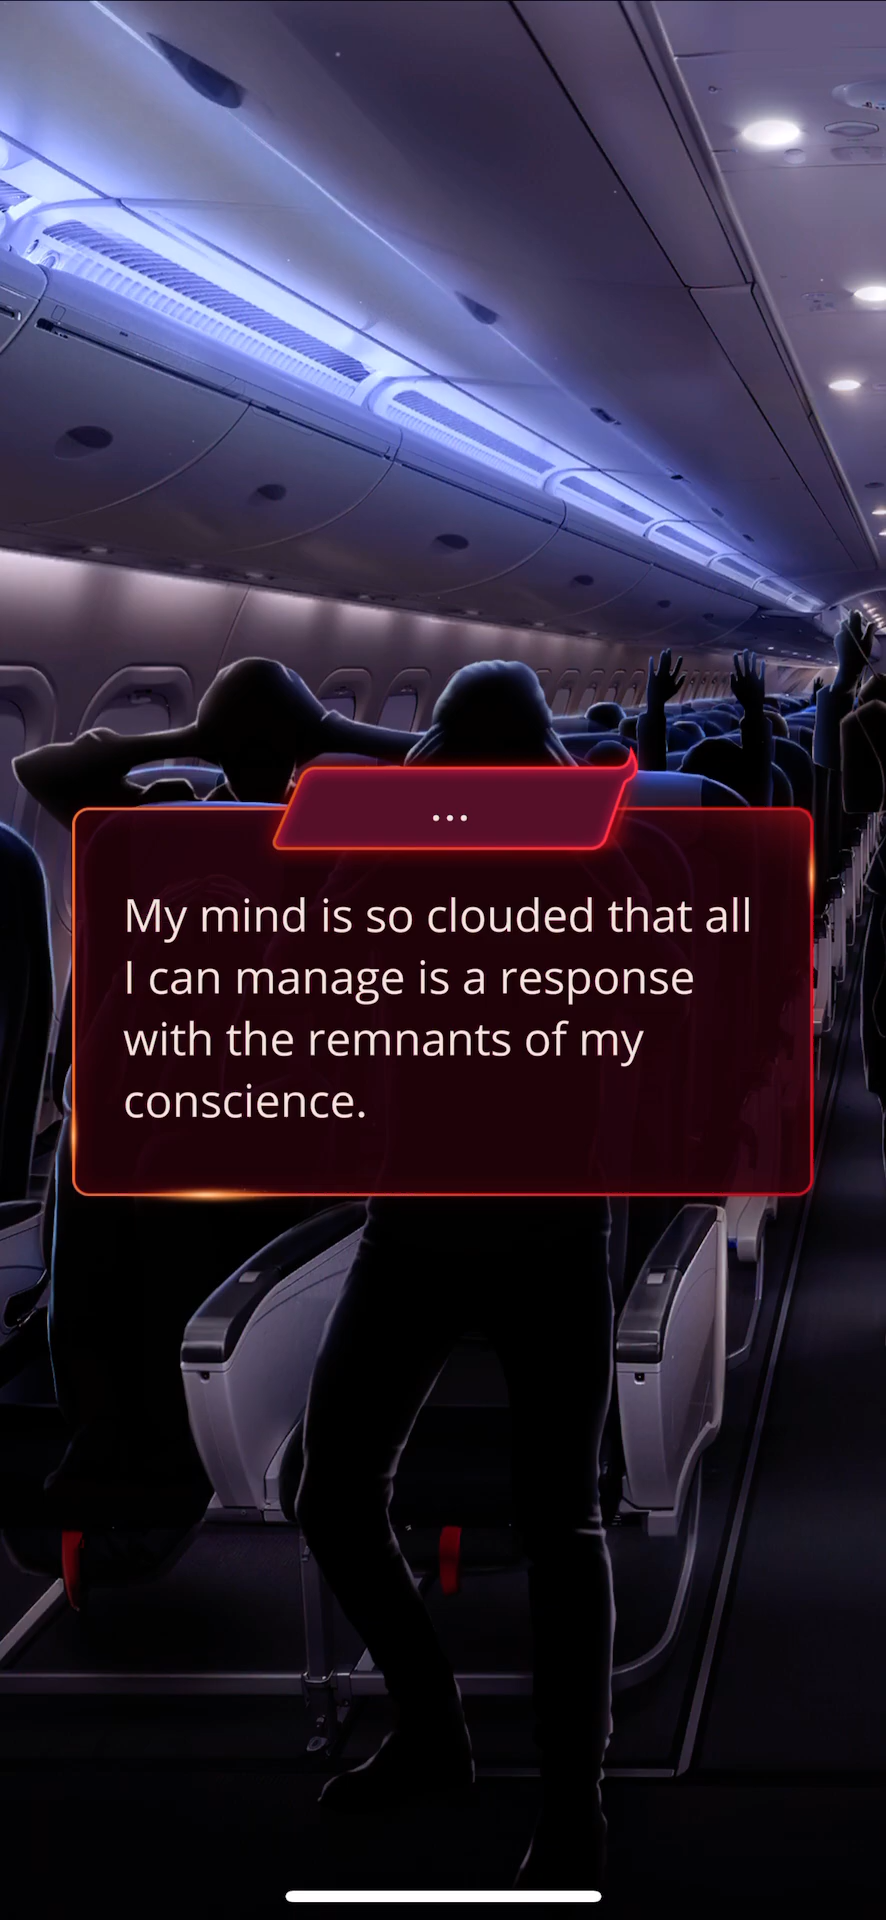 ...
My mind is so clouded that all
I can manage is a response
with the remnants of my
conscience.